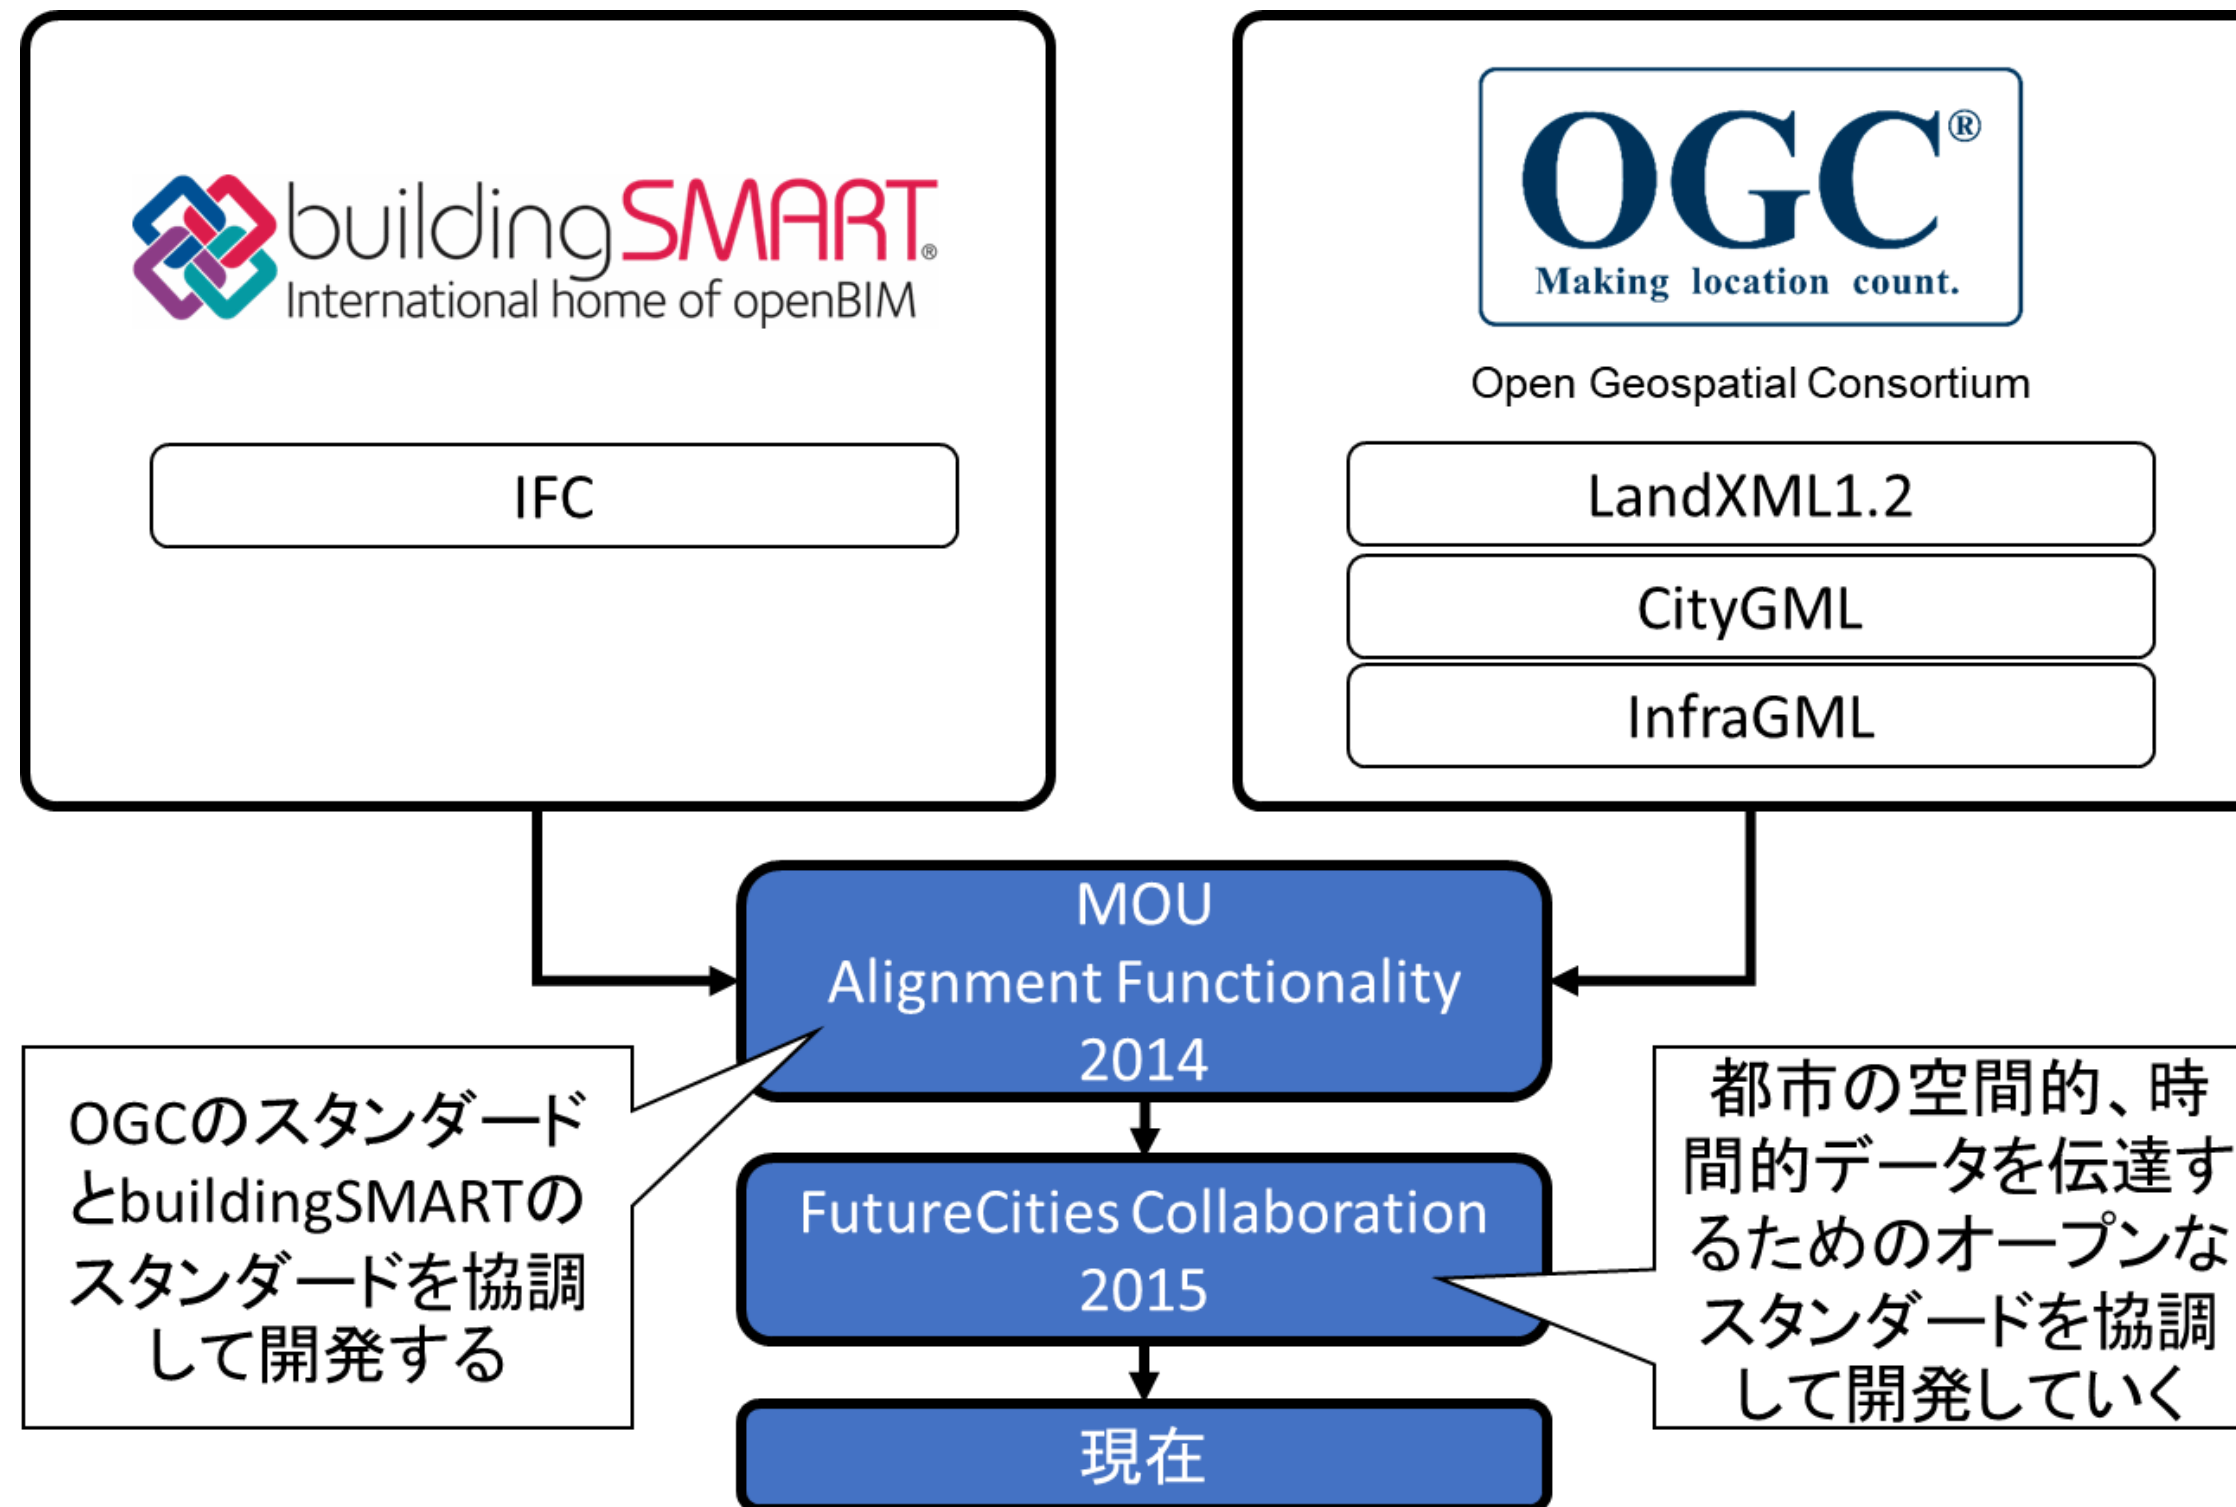 buildingSMART®
International home of openBIM
IFC
OGC®
Making location count.
Open Geospatial Consortium
LandXML1.2
CityGML
InfraGML
MOU
Alignment Functionality
2014
OGCのスタンダード
とbuildingSMARTの
スタンダードを協調
して開発する
FutureCities Collaboration
2015
都市の空間的、時
間的データを伝達す
るためのオープンな
スタンダードを協調
して開発していく
現在